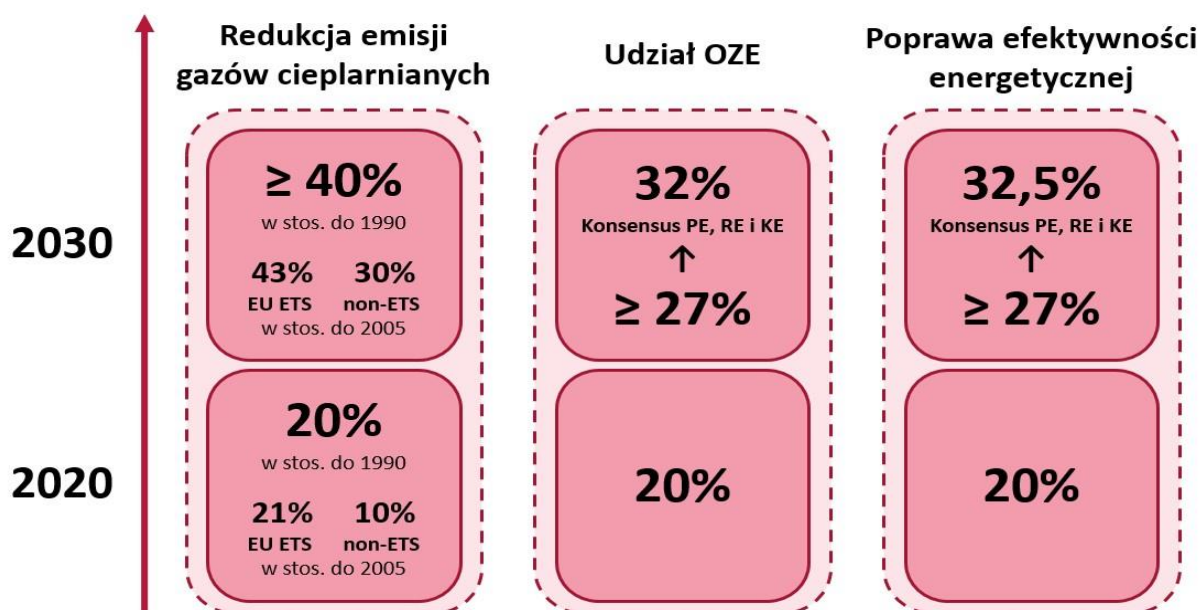 Redukcja emisji
gazów cieplarnianych
Udział OZE
Poprawa efektywności
energetycznej
2030
≥ 40%
w stos. do 1990
43% 30%
EU ETS non-ETS
w stos. do 2005
32%
Konsensus PE, RE i KE
↑
≥ 27%
32,5%
Konsensus PE, RE i KE
↑
≥ 27%
2020
20%
w stos. do 1990
21% 10%
EU ETS non-ETS
w stos. do 2005
20%
20%